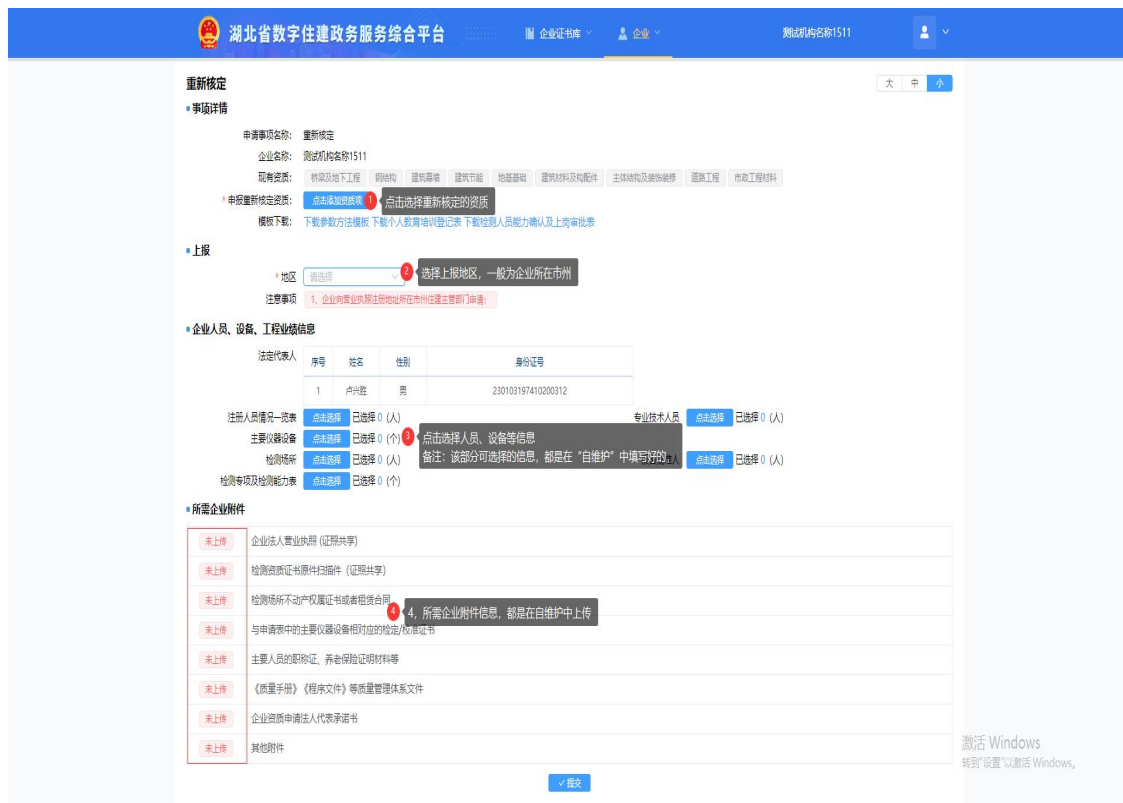 湖北省数字住建政务服务综合平台 企业证书库 企业 测试机构名称1511
重新核定 大 中 小
事项详情
申请事项名称: 重新核定
企业名称: 测试机构名称1511
现有资质: 桥梁及地下工程 钢结构 建筑幕墙 建筑节能 地基基础 建筑材料及构配件 主体结构及装饰装修 道路工程 市政工程材料
* 申报重新核定资质: 点击添加资质项 1 点击选择重新核定的资质
模板下载: 下载参数方法模板 下载个人教育培训登记表 下载检测人员能力确认及上岗审批表
上报
* 地区 请选择 2 选择上报地区，一般为企业所在市州
注意事项 1、企业向营业执照注册地址所在市州住建主管部门申请;
企业人员、设备、工程业绩信息
法定代表人 序号 姓名 性别 身份证号
1 卢兴胜 男 230103197410200312
注册人员情况一览表 点击选择 已选择 0 (人) 专业技术人员 点击选择 已选择 0 (人)
主要仪器设备 点击选择 已选择 0 (个) 3 点击选择人员、设备等信息
检测场所 点击选择 已选择 0 (人) 备注：该部分可选择的信息，都是在“自维护”中填写好的 人 点击选择 已选择 0 (人)
检测专项及检测能力表 点击选择 已选择 0 (个)
所需企业附件
未上传 企业法人营业执照 (证照共享)
未上传 检测资质证书原件扫描件（证照共享）
未上传 检测场所不动产权属证书或者租赁合同
4 4，所需企业附件信息，都是在自维护中上传
未上传 与申请表中的主要仪器设备相对应的检定/校准证书
未上传 主要人员的职称证、养老保险证明材料等
未上传 《质量手册》《程序文件》等质量管理体系文件
未上传 企业资质申请法人代表承诺书
未上传 其他附件
激活 Windows
转到“设置”以激活 Windows。
提交